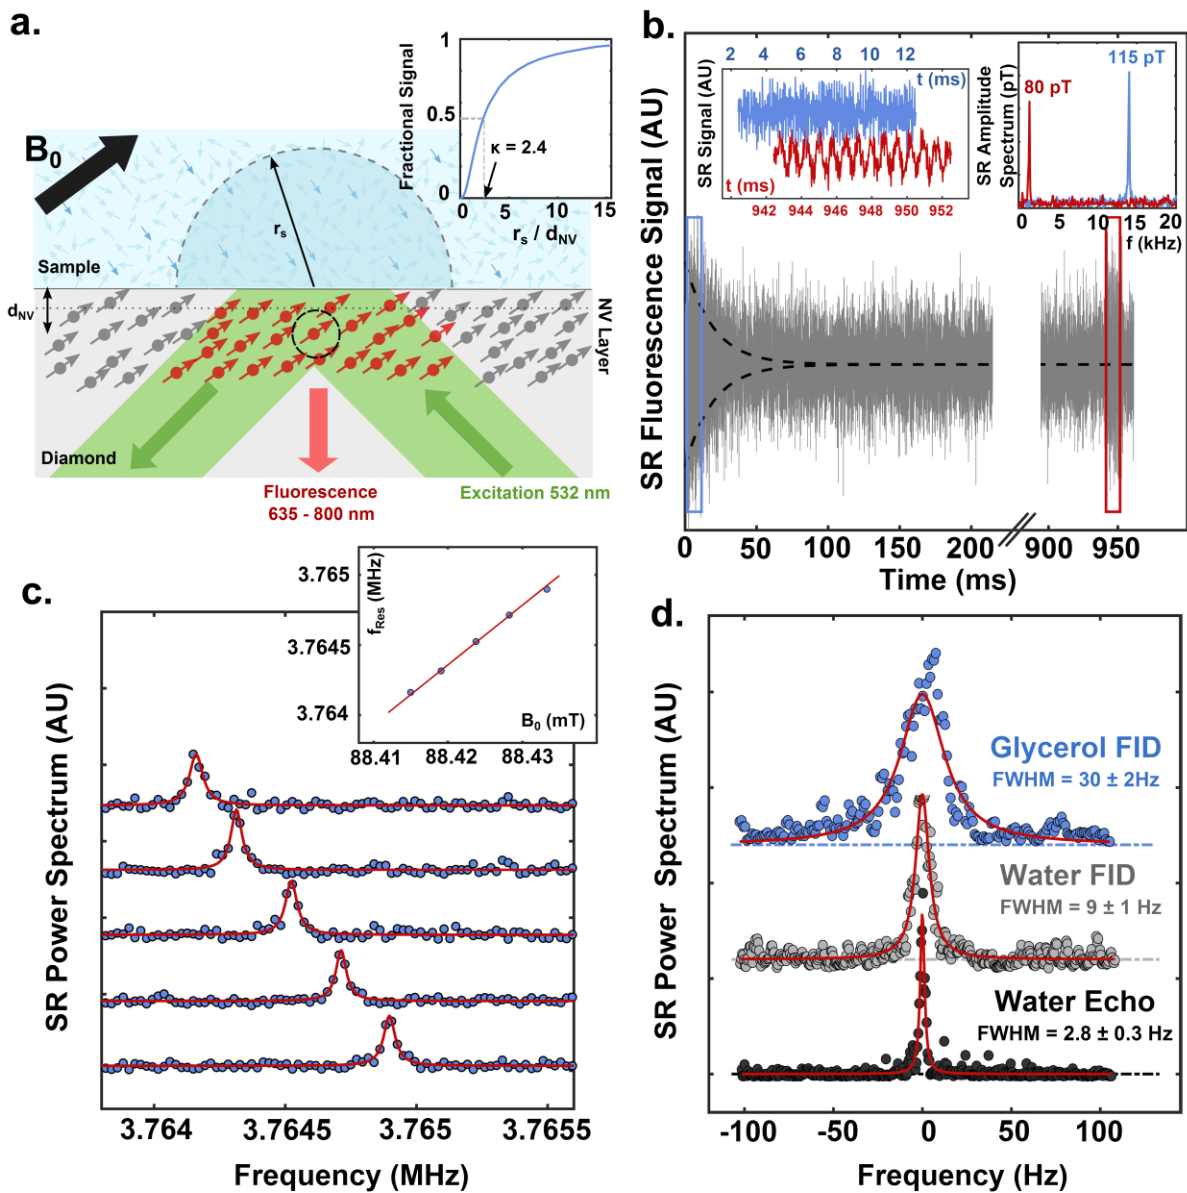 a.
B₀
rₛ
Sample
d_NV
NV Layer
Diamond
Fluorescence
635 - 800 nm
Excitation 532 nm
Fractional Signal
1
0.5
0
κ = 2.4
0 5 10 15
rₛ / d_NV
b.
SR Fluorescence Signal (AU)
2 4 6 8 10 12
t (ms)
SR Signal (AU)
t (ms)
942 944 946 948 950 952
SR Amplitude
Spectrum (pT)
115 pT
80 pT
0 5 10 15 20
f (kHz)
0 50 100 150 200 900 950
Time (ms)
c.
SR Power Spectrum (AU)
f_Res (MHz)
3.765
3.7645
3.764
B₀ (mT)
88.41 88.42 88.43
3.764 3.7645 3.765 3.7655
Frequency (MHz)
d.
SR Power Spectrum (AU)
Glycerol FID
FWHM = 30 ± 2Hz
Water FID
FWHM = 9 ± 1 Hz
Water Echo
FWHM = 2.8 ± 0.3 Hz
-100 -50 0 50 100
Frequency (Hz)